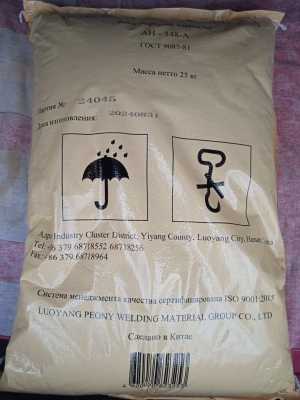 АН - 348-А
ГОСТ 9087-81
Масса нетто 25 кг
Партия № 24045
Дата изготовления: 20240831
Industry Cluster District, Yiyang County, Luoyang City,
Tel: 86 379 68718552 68718256
Fax: +86 379.68718964
Система менеджмента качества сертифицирована ISO 9001:2015
LUOYANG PEONY WELDING MATERIAL GROUP CO., LTD
Сделано в Китае